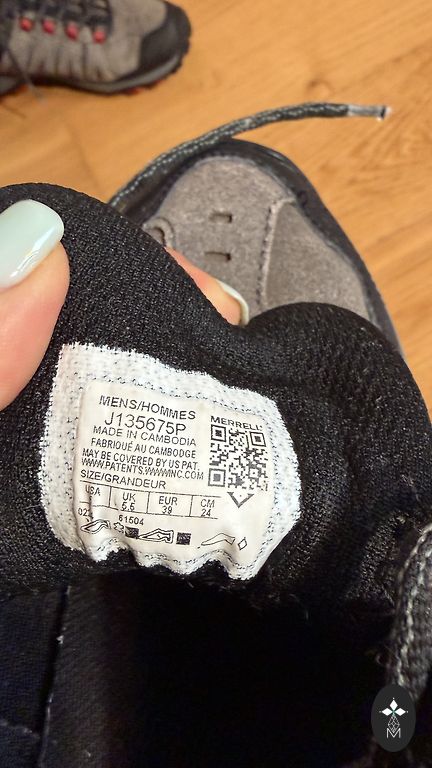 MENS/HOMMES
MERRELL
J135675P
MADE IN CAMBODIA
FABRIQUÉ AU CAMBODGE
MAY BE COVERED BY US PAT.
WWW.PATENTS.WWWINC.COM
SIZE/GRANDEUR
USA UK EUR CM
5.5 39 24
61504
M